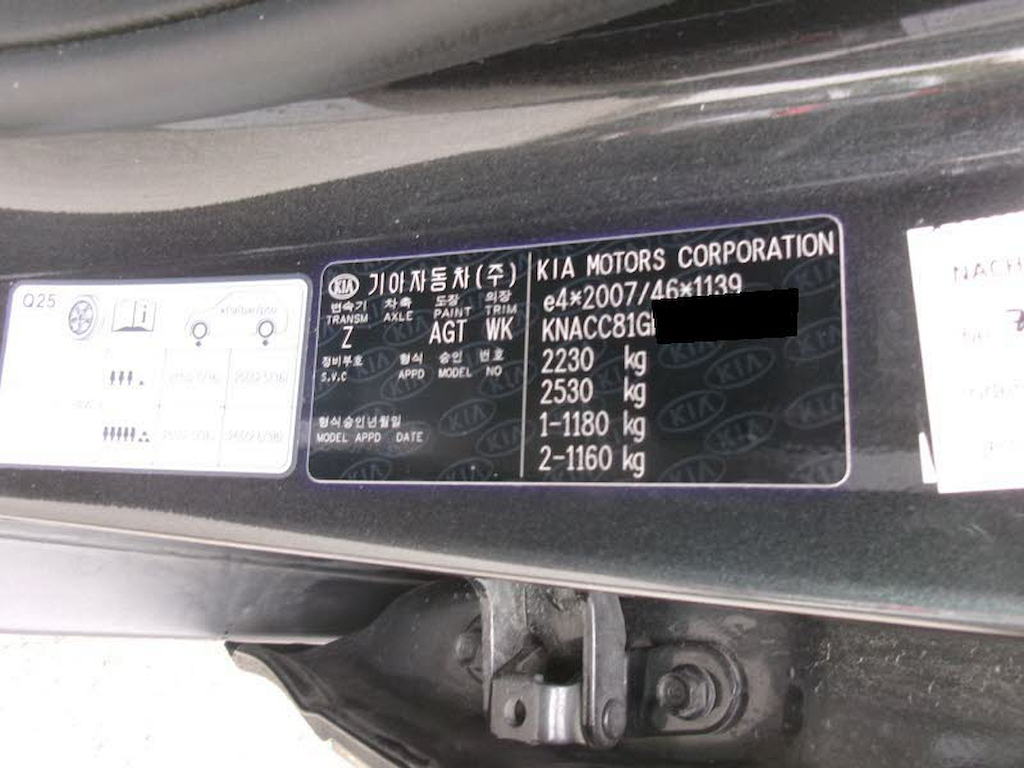 Q25
KIA 기아자동차(주)
변속기 차축 도장 의장
TRANSM AXLE PAINT TRIM
Z AGT WK
정비부호 형식 승인 번호
S.V.C APPD MODEL NO
형식승인년월일
MODEL APPD DATE
KIA MOTORS CORPORATION
e4*2007/46*1139
KNACC81G
2230 kg
2530 kg
1-1180 kg
2-1160 kg
NACH